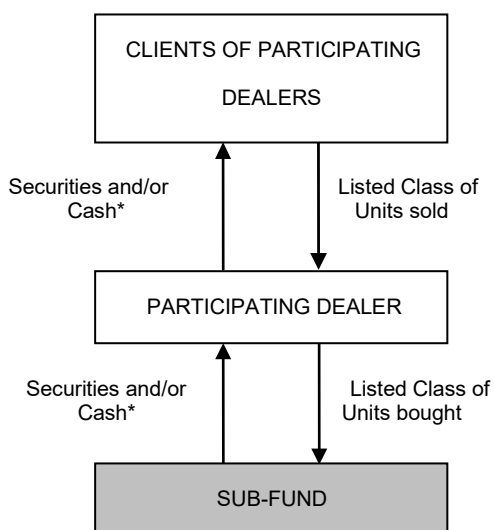 CLIENTS OF PARTICIPATING
DEALERS
Securities and/or
Cash*
Listed Class of
Units sold
PARTICIPATING DEALER
Securities and/or
Cash*
Listed Class of
Units bought
SUB-FUND